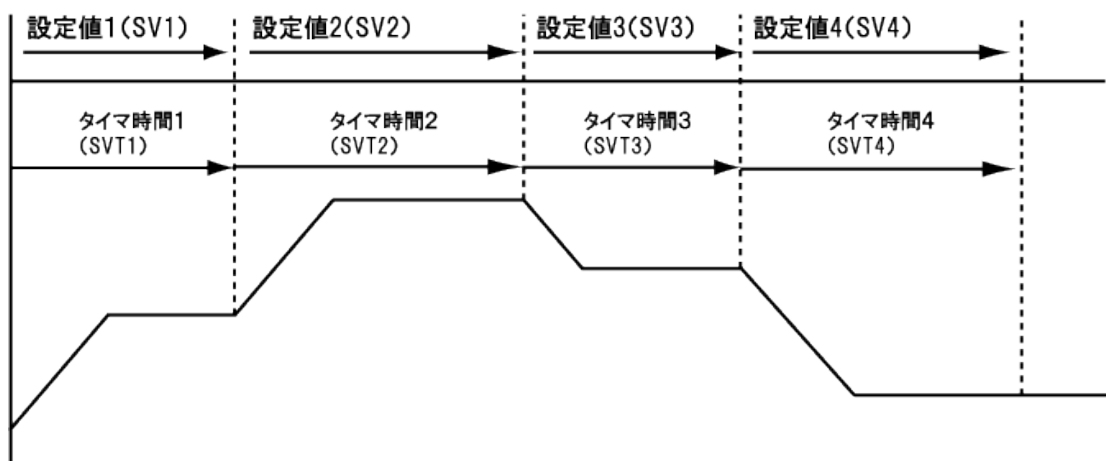 設定値1(SV1)
設定値2(SV2)
設定値3(SV3)
設定値4(SV4)
タイマ時間1
(SVT1)
タイマ時間2
(SVT2)
タイマ時間3
(SVT3)
タイマ時間4
(SVT4)